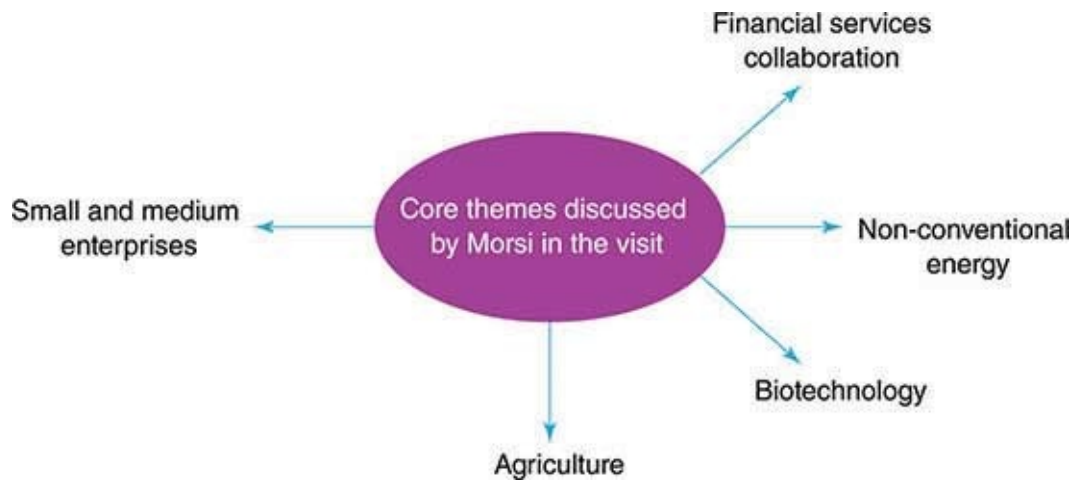 Financial services
collaboration
Core themes discussed
by Morsi in the visit
Small and medium
enterprises
Non-conventional
energy
Biotechnology
Agriculture